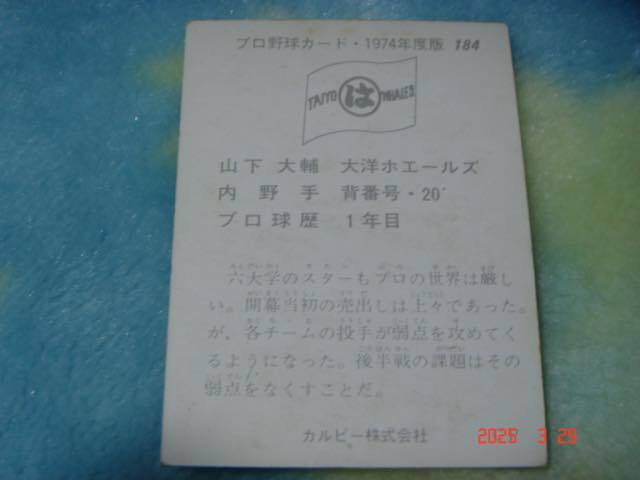 プロ野球カード・1974年度版 184
TAIYO は WHALES
山下 大輔 大洋ホエールズ
内野手 背番号・20
プロ球歴 1年目
六大学のスターもプロの世界は厳し
い。開幕当初の売出しは上々であった。
が、各チームの投手が弱点を攻めてく
るようになった。後半戦の課題はその
弱点をなくすことだ。
カルビー株式会社
2025 3 29